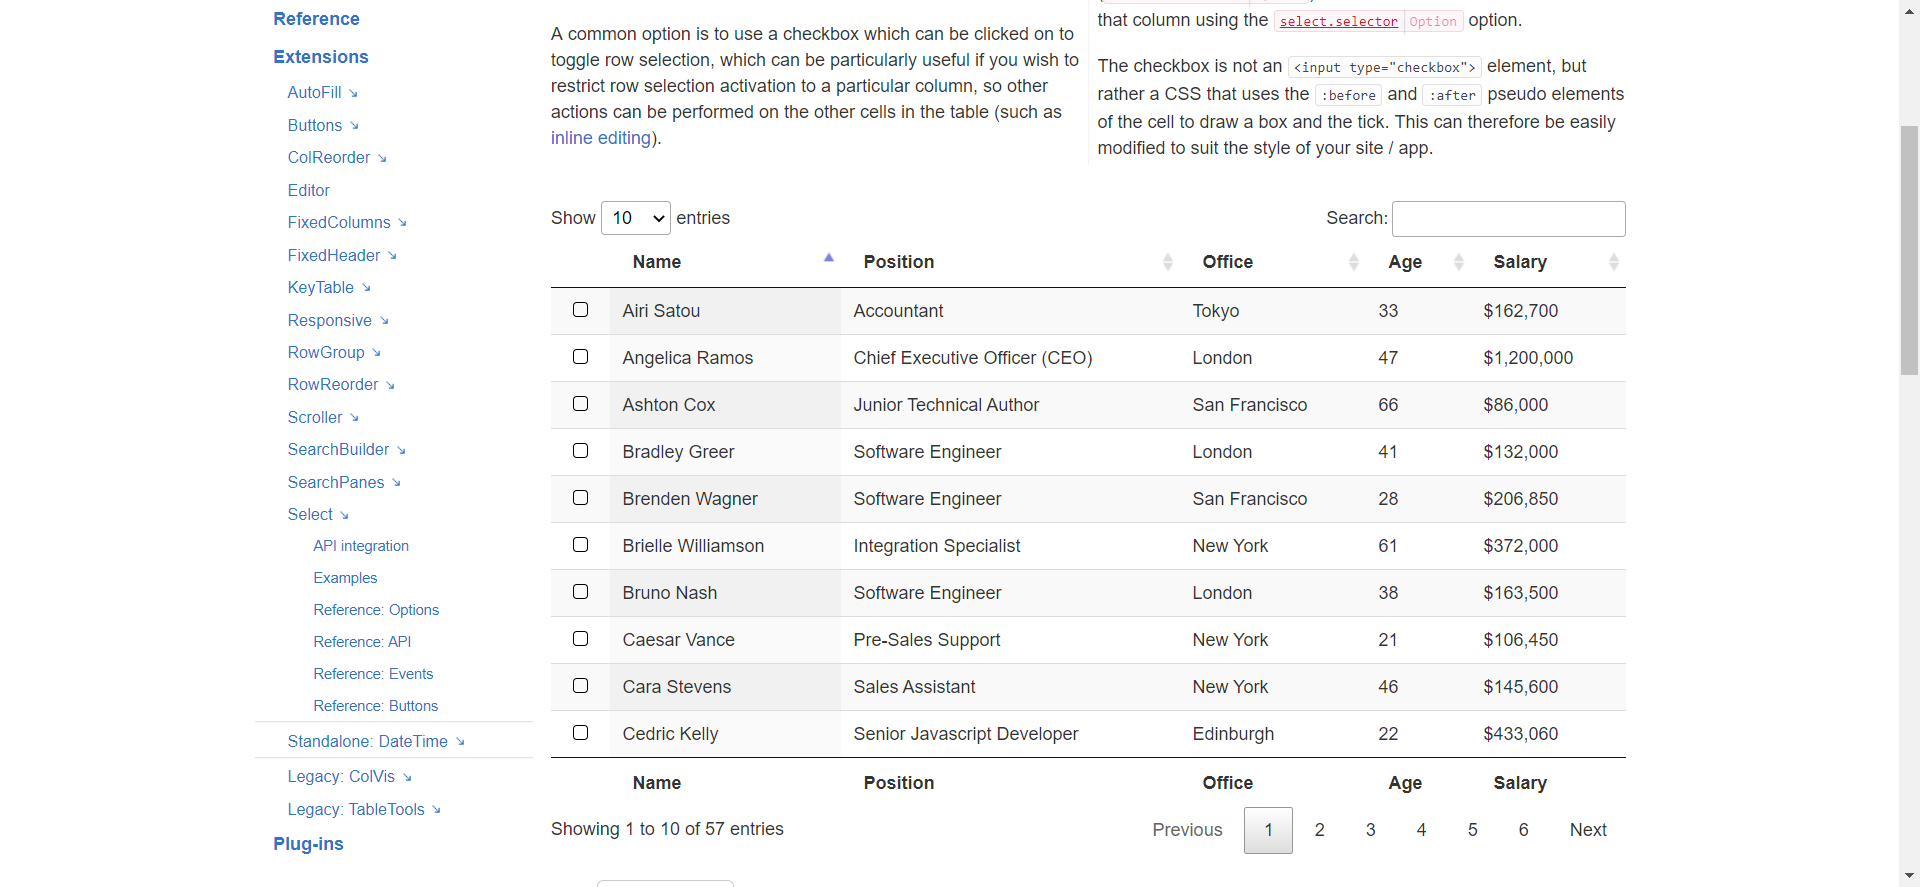 Reference
Extensions
AutoFill
Buttons
ColReorder
Editor
FixedColumns
FixedHeader
KeyTable
Responsive
RowGroup
RowReorder
Scroller
SearchBuilder
SearchPanes
Select
API integration
Examples
Reference: Options
Reference: API
Reference: Events
Reference: Buttons
Standalone: DateTime
Legacy: ColVis
Legacy: TableTools
Plug-ins
A common option is to use a checkbox which can be clicked on to
toggle row selection, which can be particularly useful if you wish to
restrict row selection activation to a particular column, so other
actions can be performed on the other cells in the table (such as
inline editing).
that column using the select.selector Option option.
The checkbox is not an <input type="checkbox"> element, but
rather a CSS that uses the :before and :after pseudo elements
of the cell to draw a box and the tick. This can therefore be easily
modified to suit the style of your site / app.
Show 10 entries Search:
Name Position Office Age Salary
Airi Satou Accountant Tokyo 33 $162,700
Angelica Ramos Chief Executive Officer (CEO) London 47 $1,200,000
Ashton Cox Junior Technical Author San Francisco 66 $86,000
Bradley Greer Software Engineer London 41 $132,000
Brenden Wagner Software Engineer San Francisco 28 $206,850
Brielle Williamson Integration Specialist New York 61 $372,000
Bruno Nash Software Engineer London 38 $163,500
Caesar Vance Pre-Sales Support New York 21 $106,450
Cara Stevens Sales Assistant New York 46 $145,600
Cedric Kelly Senior Javascript Developer Edinburgh 22 $433,060
Name Position Office Age Salary
Showing 1 to 10 of 57 entries Previous 1 2 3 4 5 6 Next